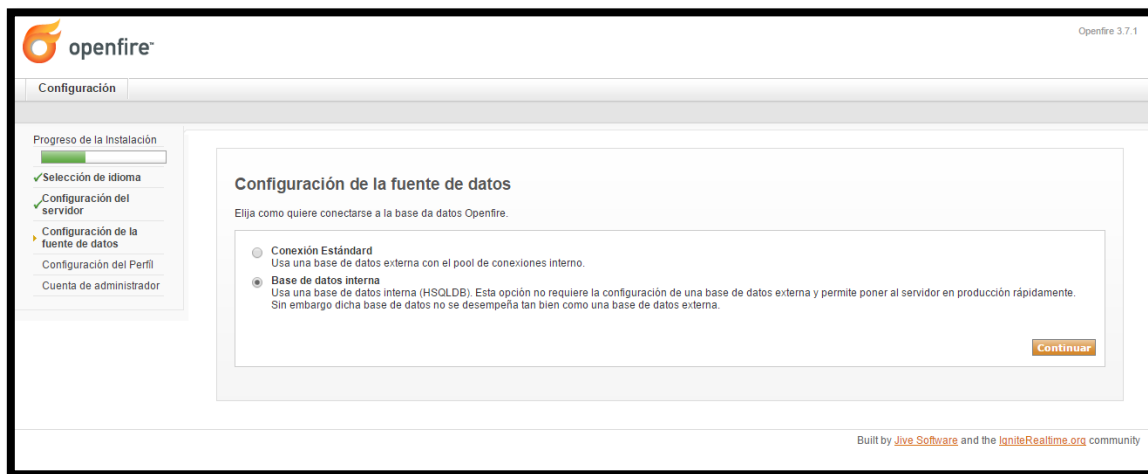 openfire™
Openfire 3.7.1
Configuración
Progreso de la Instalación
Selección de idioma
Configuración del
servidor
Configuración de la
fuente de datos
Configuración del Perfíl
Cuenta de administrador
Configuración de la fuente de datos
Elija como quiere conectarse a la base da datos Openfire.
Conexión Estándard
Usa una base de datos externa con el pool de conexiones interno.
Base de datos interna
Usa una base de datos interna (HSQLDB). Esta opción no requiere la configuración de una base de datos externa y permite poner al servidor en producción rápidamente.
Sin embargo dicha base de datos no se desempeña tan bien como una base de datos externa.
Continuar
Built by Jive Software and the IgniteRealtime.org community